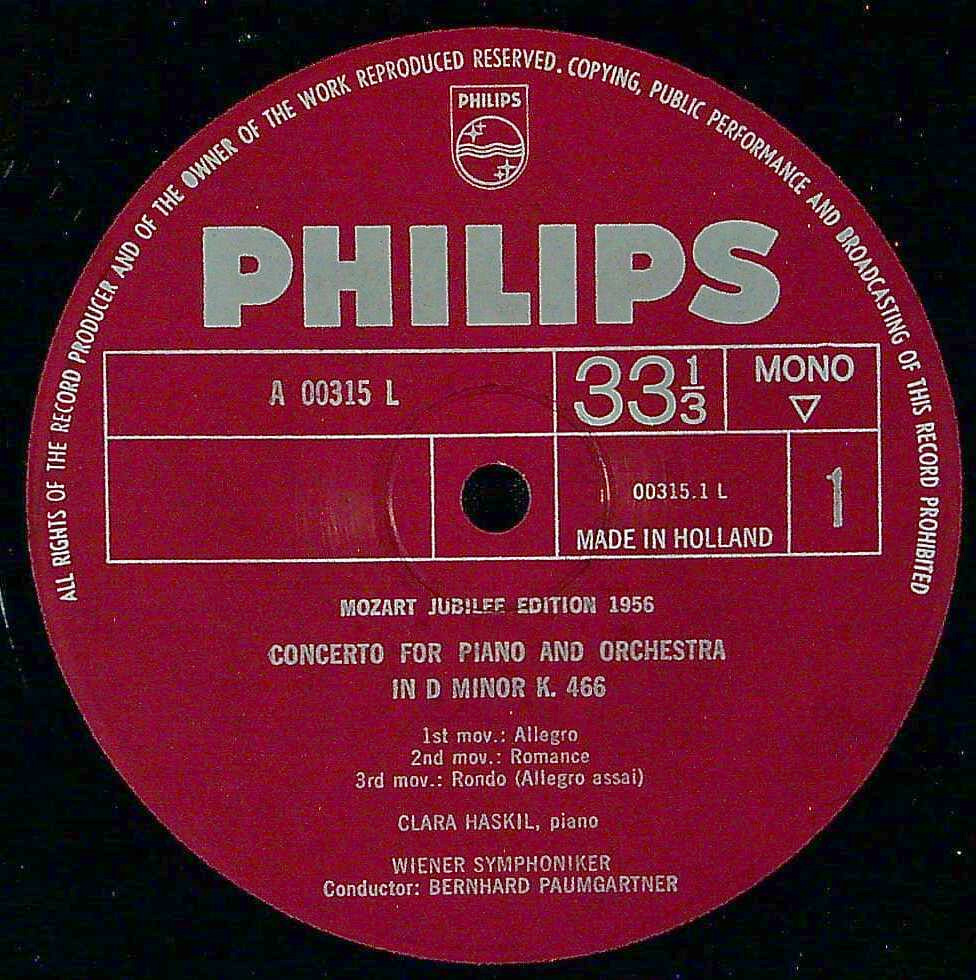 ALL RIGHTS OF THE RECORD PRODUCER AND OF THE OWNER OF THE WORK REPRODUCED RESERVED. COPYING, PUBLIC PERFORMANCE AND BROADCASTING OF THIS RECORD PROHIBITED
PHILIPS
PHILIPS
A 00315 L
33 1/3
MONO
00315.1 L
MADE IN HOLLAND
1
MOZART JUBILEE EDITION 1956
CONCERTO FOR PIANO AND ORCHESTRA
IN D MINOR K. 466
1st mov.: Allegro
2nd mov.: Romance
3rd mov.: Rondo (Allegro assai)
CLARA HASKIL, piano
WIENER SYMPHONIKER
Conductor: BERNHARD PAUMGARTNER